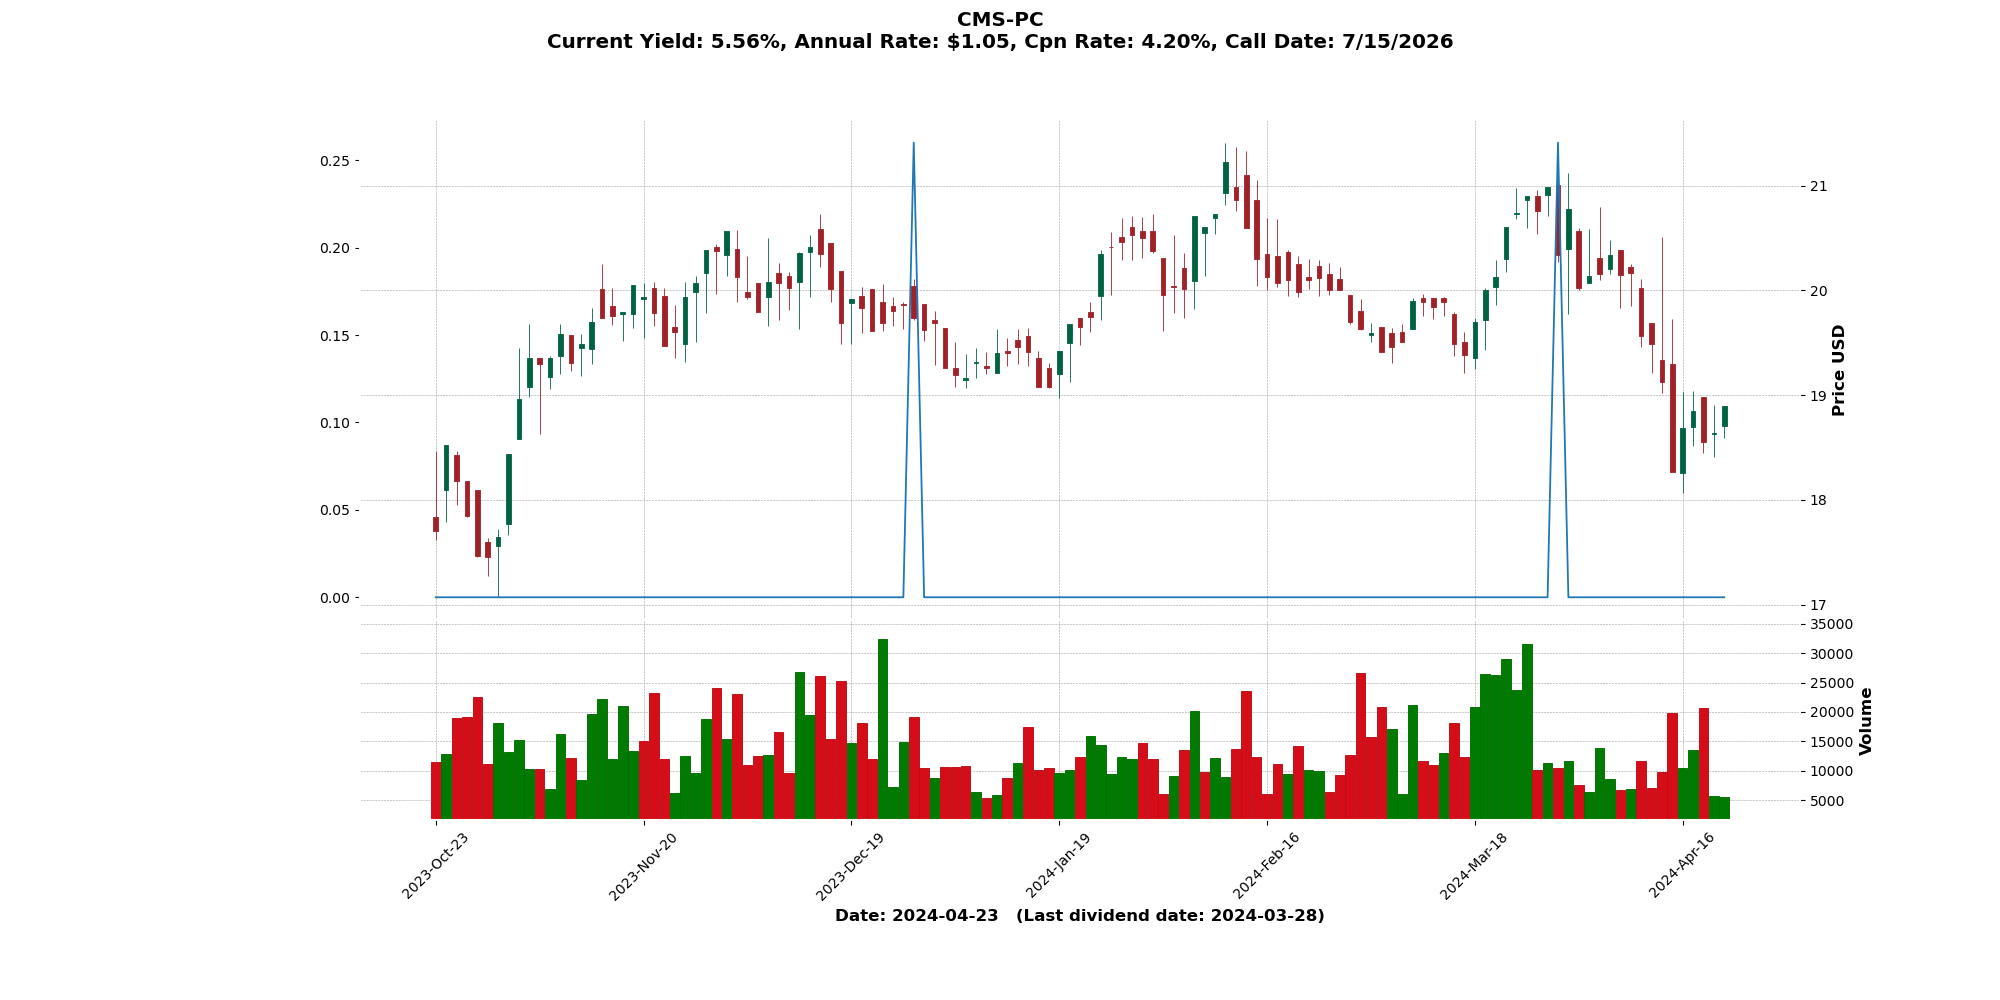 CMS-PC
Current Yield: 5.56%, Annual Rate: $1.05, Cpn Rate: 4.20%, Call Date: 7/15/2026
0.25
0.20
0.15
0.10
0.05
0.00
21
20
19
18
17
Price USD
35000
30000
25000
20000
15000
10000
5000
Volume
2023-Oct-23
2023-Nov-20
2023-Dec-19
2024-Jan-19
2024-Feb-16
2024-Mar-18
2024-Apr-16
Date: 2024-04-23 (Last dividend date: 2024-03-28)